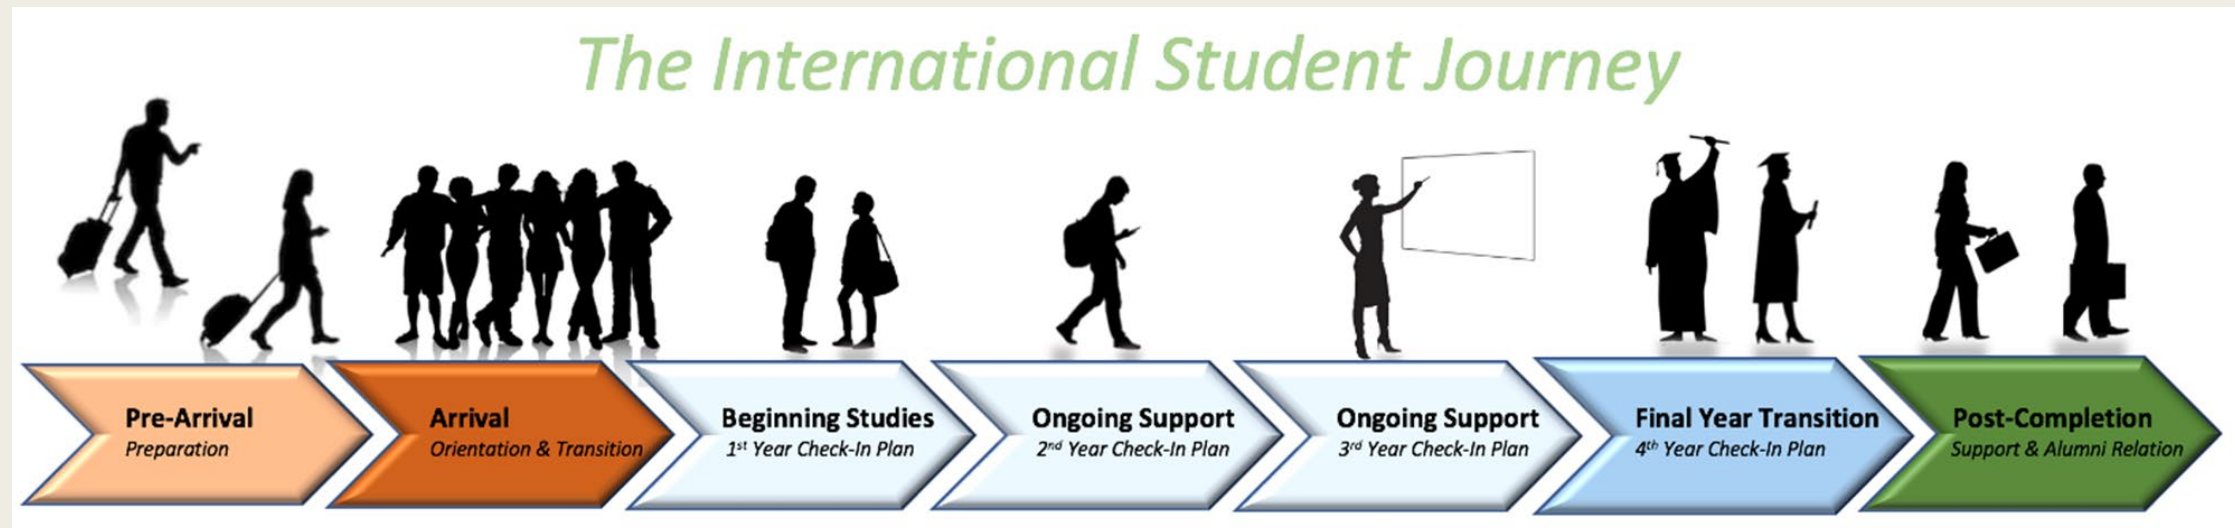 The International Student Journey
Pre-Arrival
Preparation
Arrival
Orientation & Transition
Beginning Studies
1st Year Check-In Plan
Ongoing Support
2nd Year Check-In Plan
Ongoing Support
3rd Year Check-In Plan
Final Year Transition
4th Year Check-In Plan
Post-Completion
Support & Alumni Relation